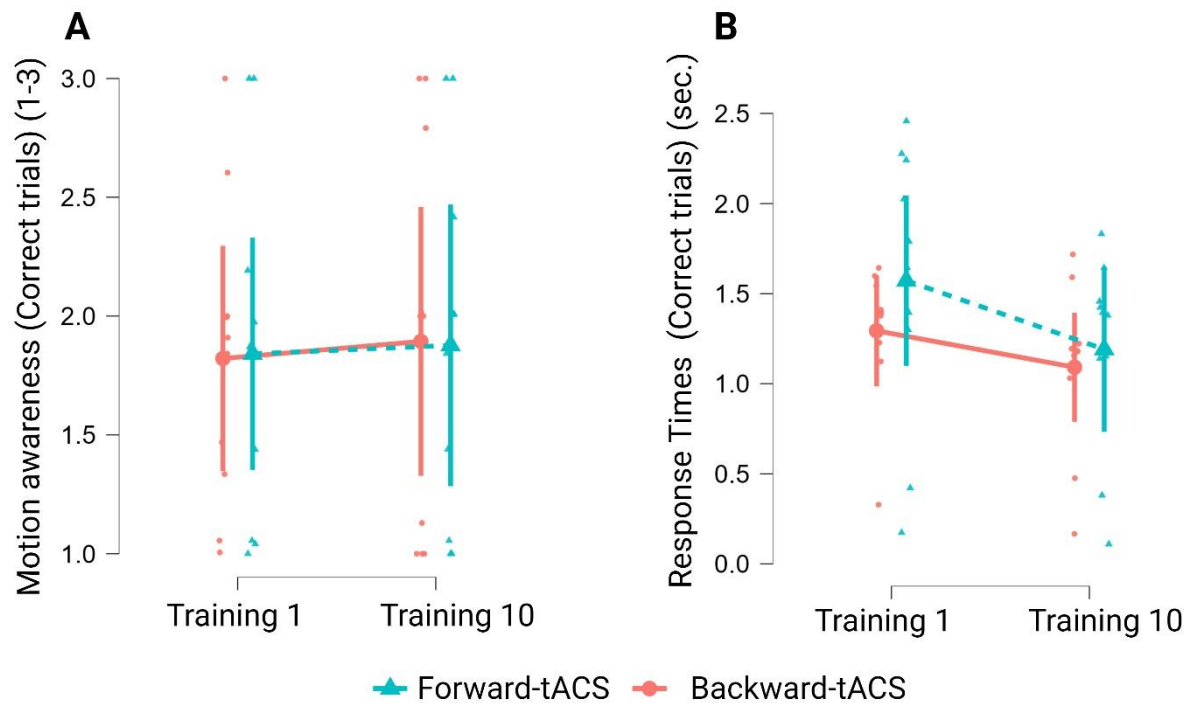 A
Motion awareness (Correct trials) (1-3)
3.0
2.5
2.0
1.5
1.0
Training 1
Training 10
B
Response Times (Correct trials) (sec.)
2.5
2.0
1.5
1.0
0.5
0.0
Training 1
Training 10
Forward-tACS
Backward-tACS